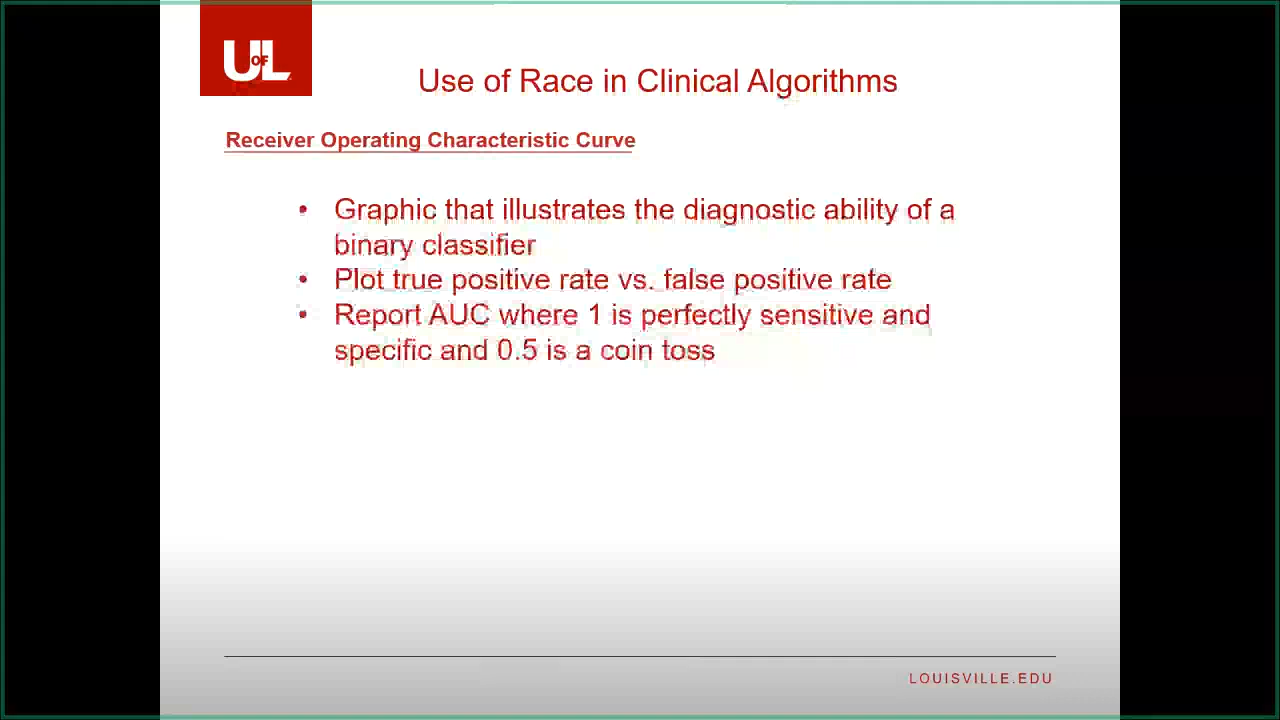 UOFL
Use of Race in Clinical Algorithms
Receiver Operating Characteristic Curve
• Graphic that illustrates the diagnostic ability of a
binary classifier
• Plot true positive rate vs. false positive rate
• Report AUC where 1 is perfectly sensitive and
specific and 0.5 is a coin toss
LOUISVILLE.EDU